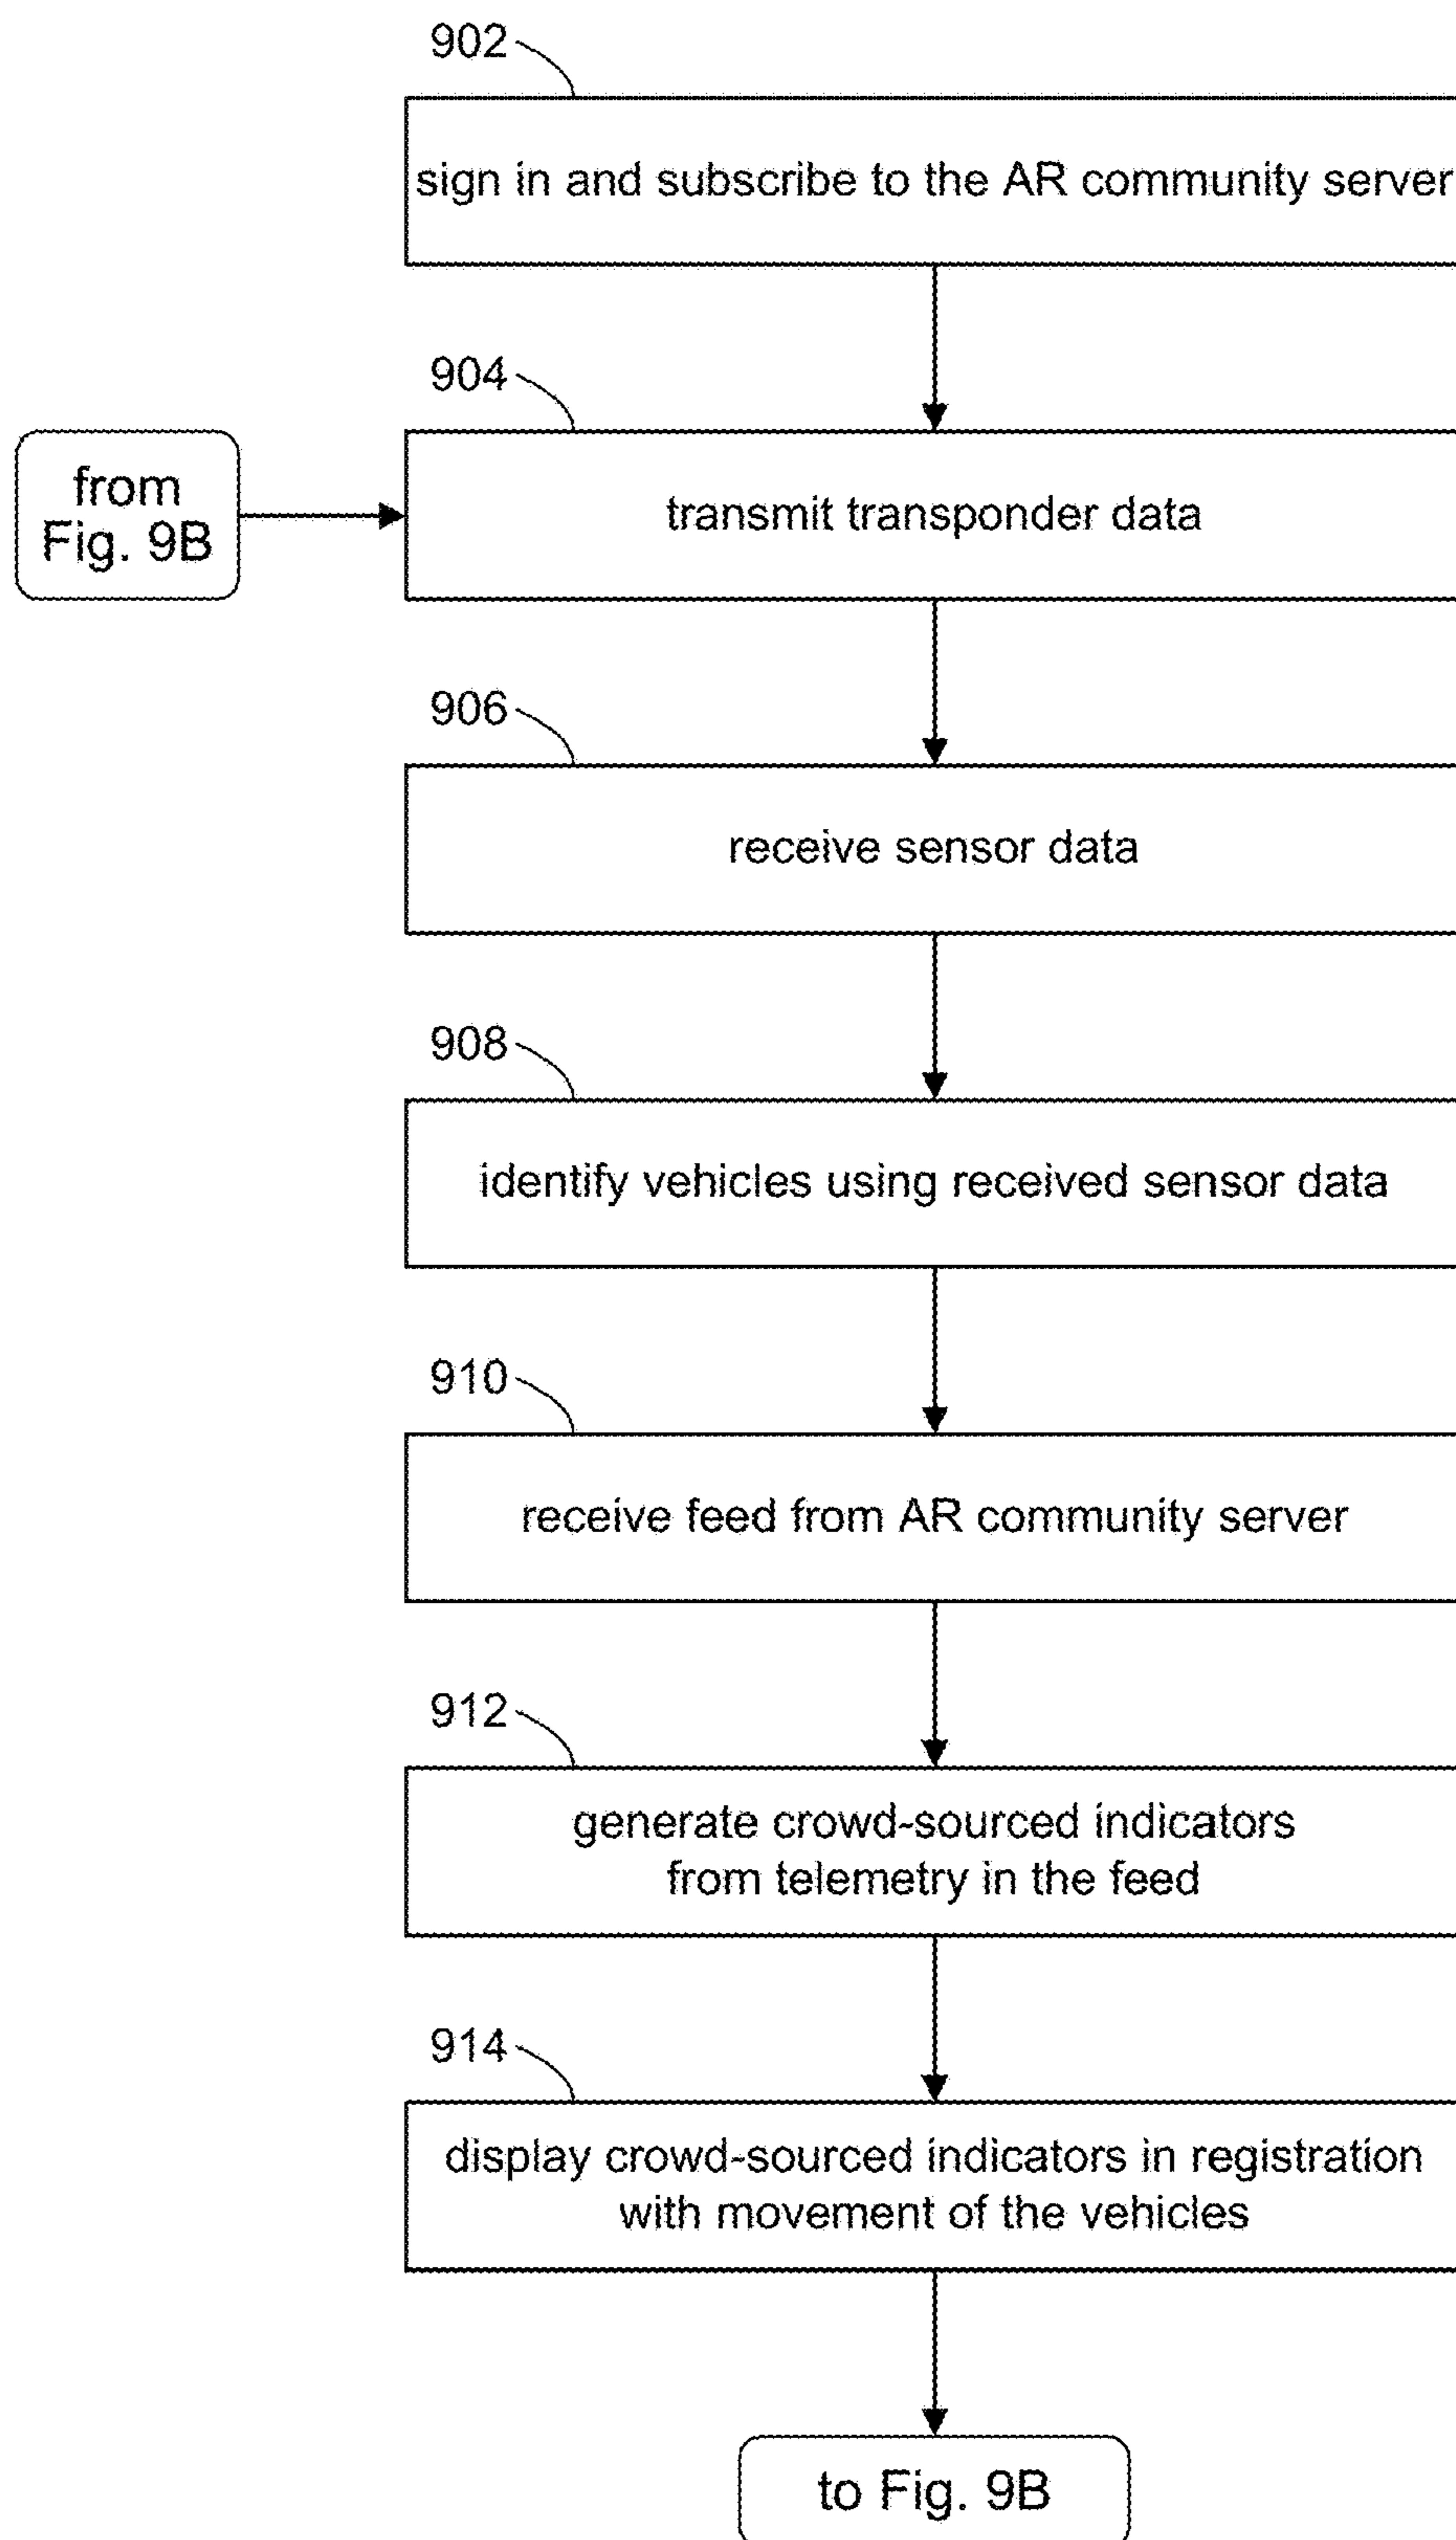 902
sign in and subscribe to the AR community server
904
from
Fig. 9B
transmit transponder data
906
receive sensor data
908
identify vehicles using received sensor data
910
receive feed from AR community server
912
generate crowd-sourced indicators
from telemetry in the feed
914
display crowd-sourced indicators in registration
with movement of the vehicles
to Fig. 9B